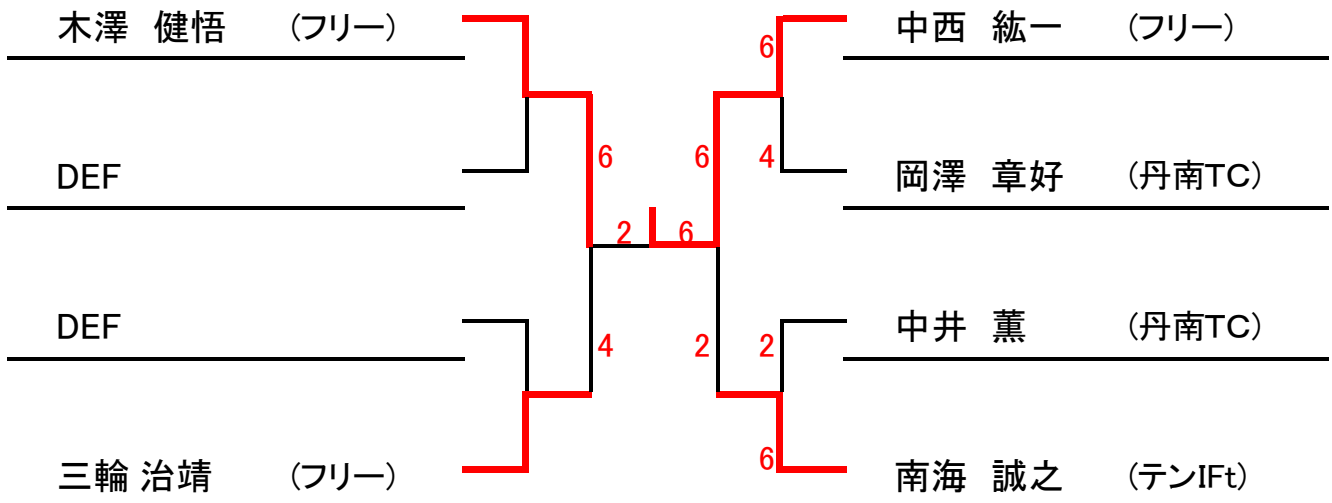 木澤 健悟 (フリー)
DEF
DEF
三輪 治靖 (フリー)
6
4
2 6
6
2
6
4
2
6
中西 紘一 (フリー)
岡澤 章好 (丹南TC)
中井 薫 (丹南TC)
南海 誠之 (テンIFt)